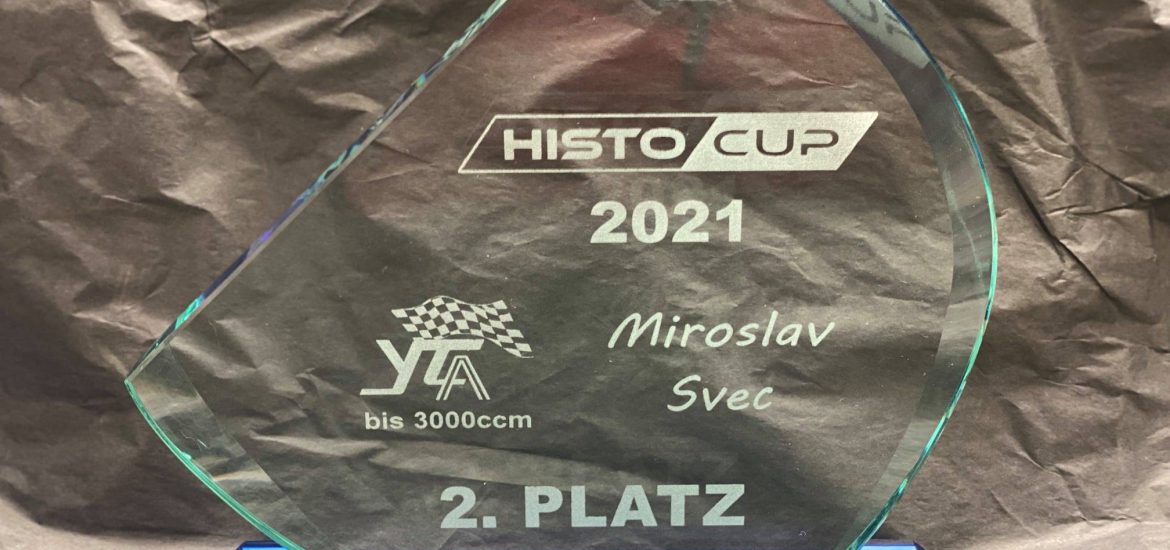 HISTO CUP
2021
Miroslav
Svec
YTA
bis 3000ccm
2. PLATZ